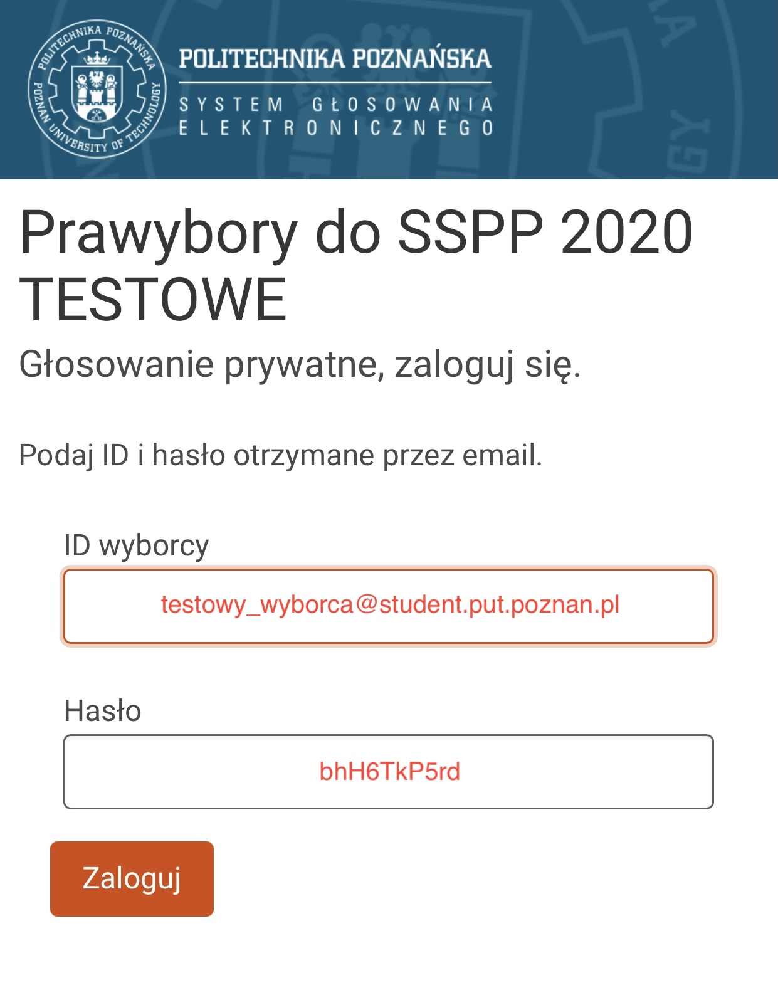 POLITECHNIKA POZNAŃSKA
POZNAN UNIVERSITY OF TECHNOLOGY
POLITECHNIKA POZNAŃSKA
SYSTEM GŁOSOWANIA
ELEKTRONICZNEGO
Prawybory do SSPP 2020
TESTOWE
Głosowanie prywatne, zaloguj się.
Podaj ID i hasło otrzymane przez email.
ID wyborcy
testowy_wyborca@student.put.poznan.pl
Hasło
bhH6TkP5rd
Zaloguj